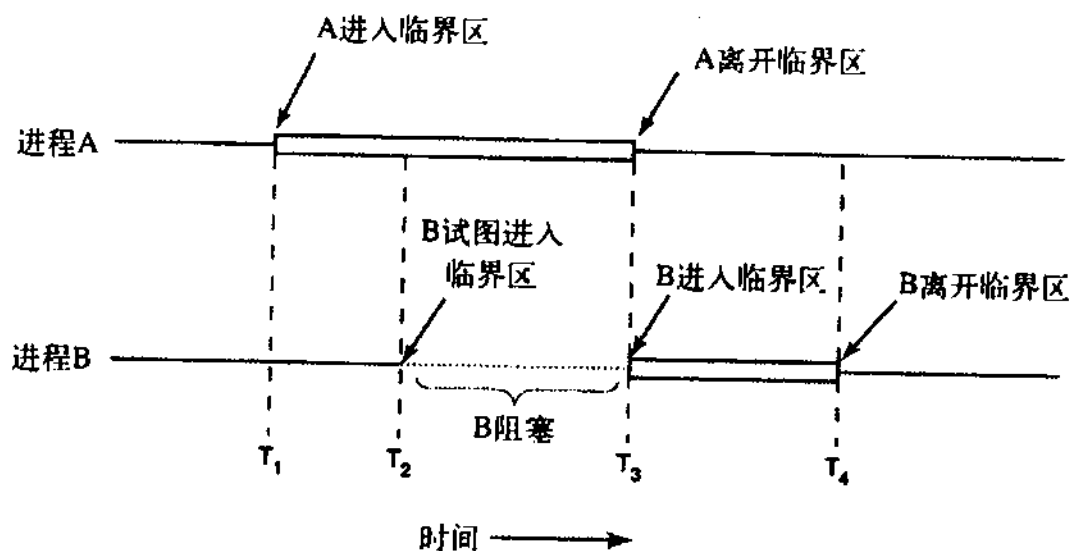 A进入临界区
A离开临界区
进程A
B试图进入
临界区
B进入临界区
B离开临界区
进程B
B阻塞
T1
T2
T3
T4
时间